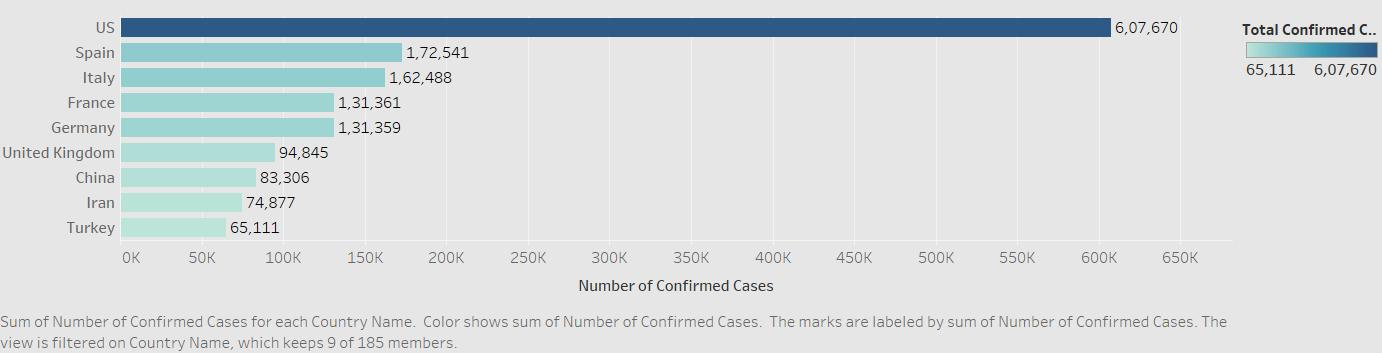 US 6,07,670
Spain 1,72,541
Italy 1,62,488
France 1,31,361
Germany 1,31,359
United Kingdom 94,845
China 83,306
Iran 74,877
Turkey 65,111
0K 50K 100K 150K 200K 250K 300K 350K 400K 450K 500K 550K 600K 650K
Number of Confirmed Cases
Total Confirmed C..
65,111 6,07,670
Sum of Number of Confirmed Cases for each Country Name. Color shows sum of Number of Confirmed Cases. The marks are labeled by sum of Number of Confirmed Cases. The
view is filtered on Country Name, which keeps 9 of 185 members.